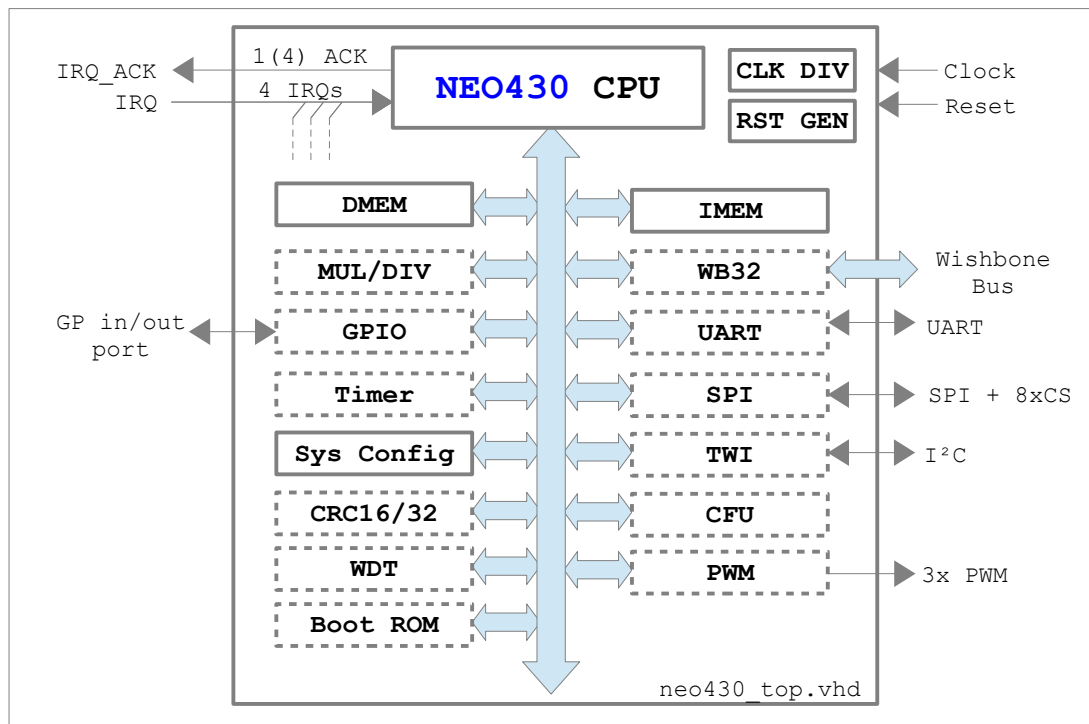 1(4) ACK
IRQ_ACK
IRQ
4 IRQs
NEO430 CPU
CLK DIV
RST GEN
Clock
Reset
DMEM
IMEM
MUL/DIV
WB32
Wishbone
Bus
GP in/out
port
GPIO
UART
UART
Timer
SPI
SPI + 8xCS
Sys Config
TWI
I²C
CRC16/32
CFU
WDT
PWM
3x PWM
Boot ROM
neo430_top.vhd